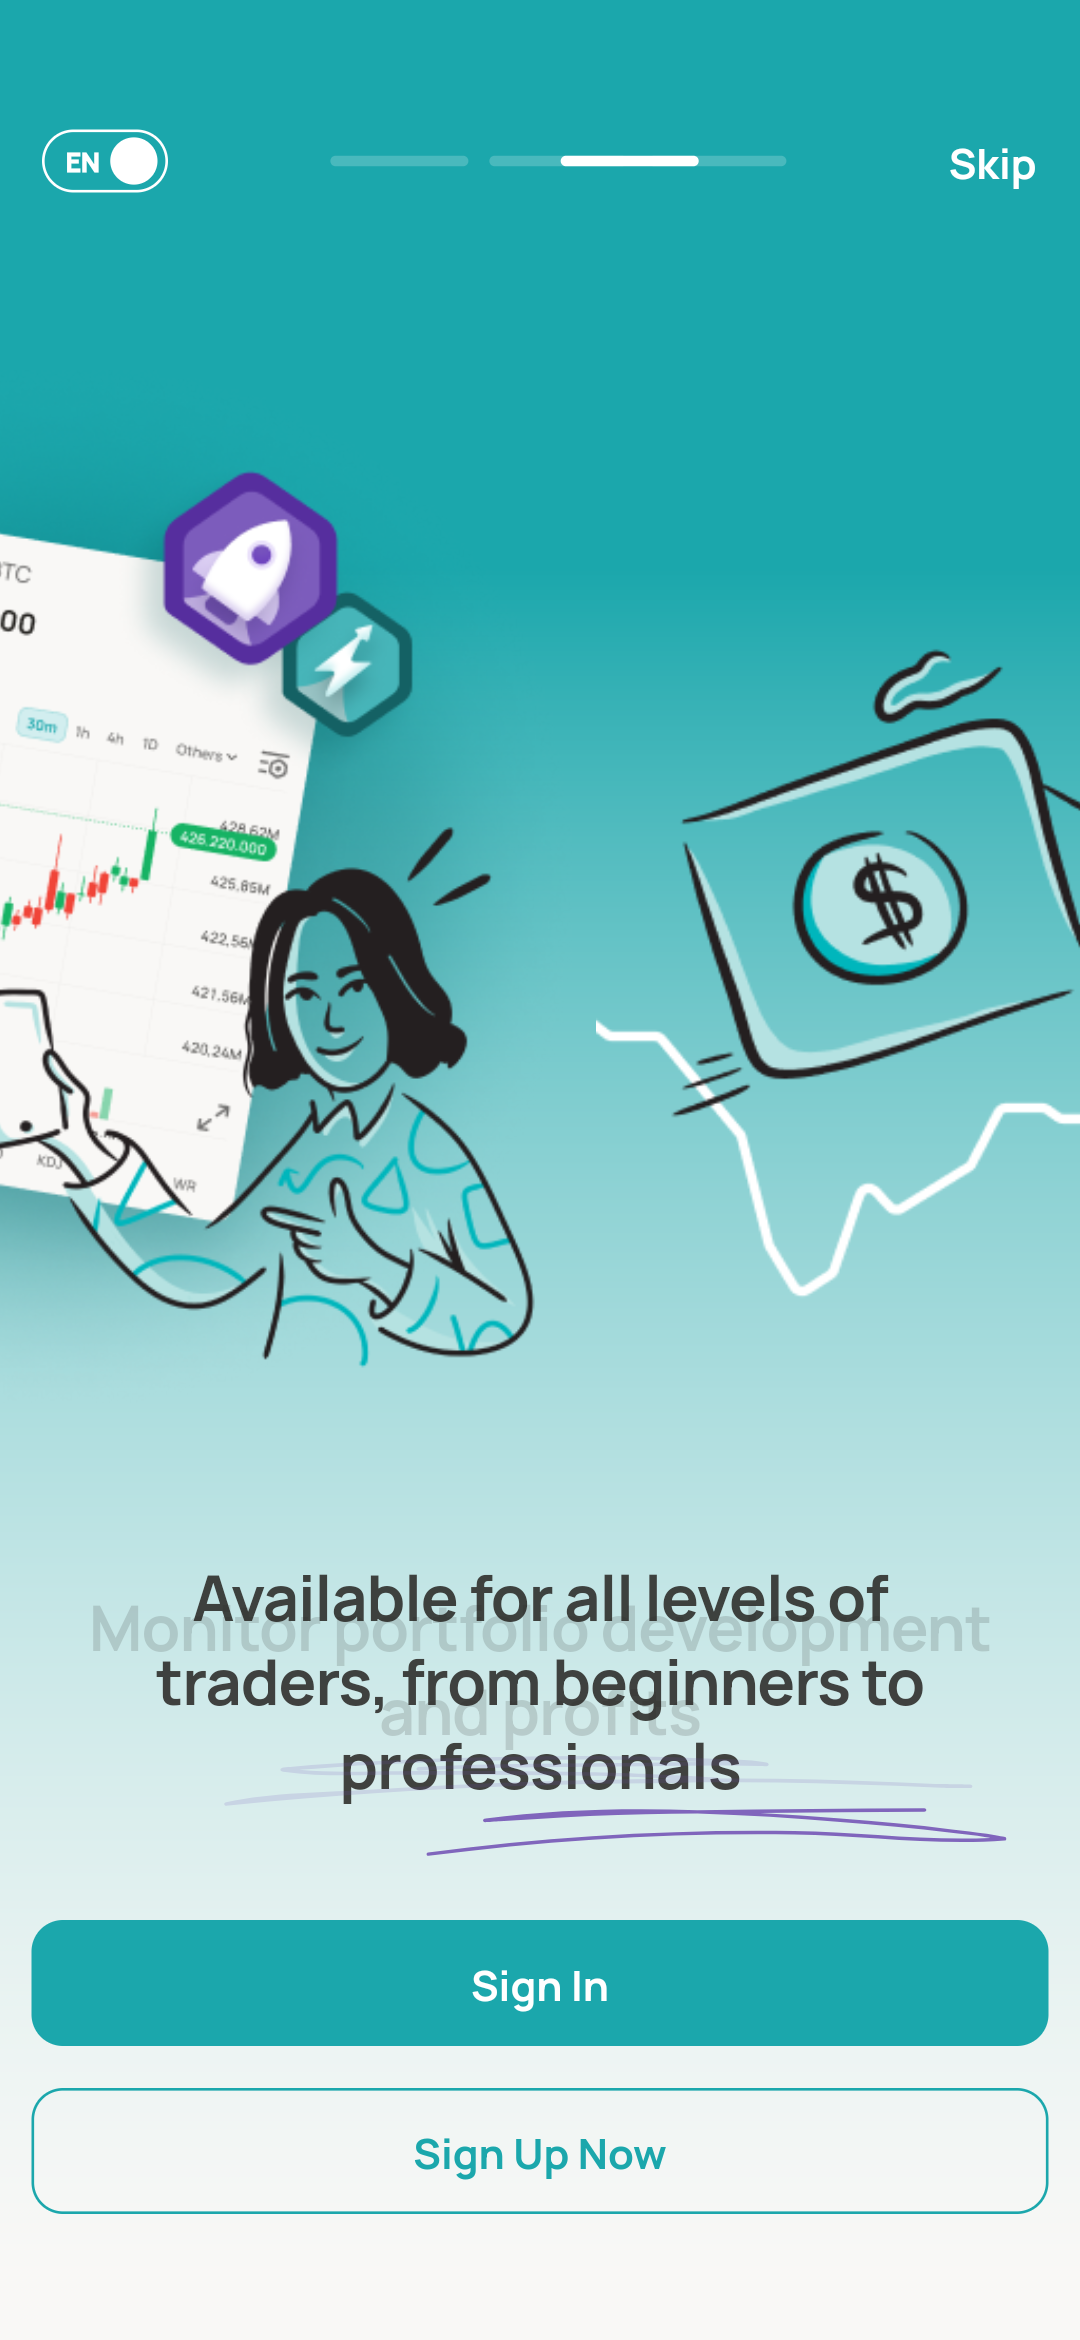 EN
Skip
TC
00
30m 1h 4h 1D Others
428,62M
426.220.000
425,85M
422,56M
421.56M
420,24M
KDJ
WR
$
Available for all levels of
traders, from beginners to
professionals
Monitor portfolio development
and profits
Sign In
Sign Up Now